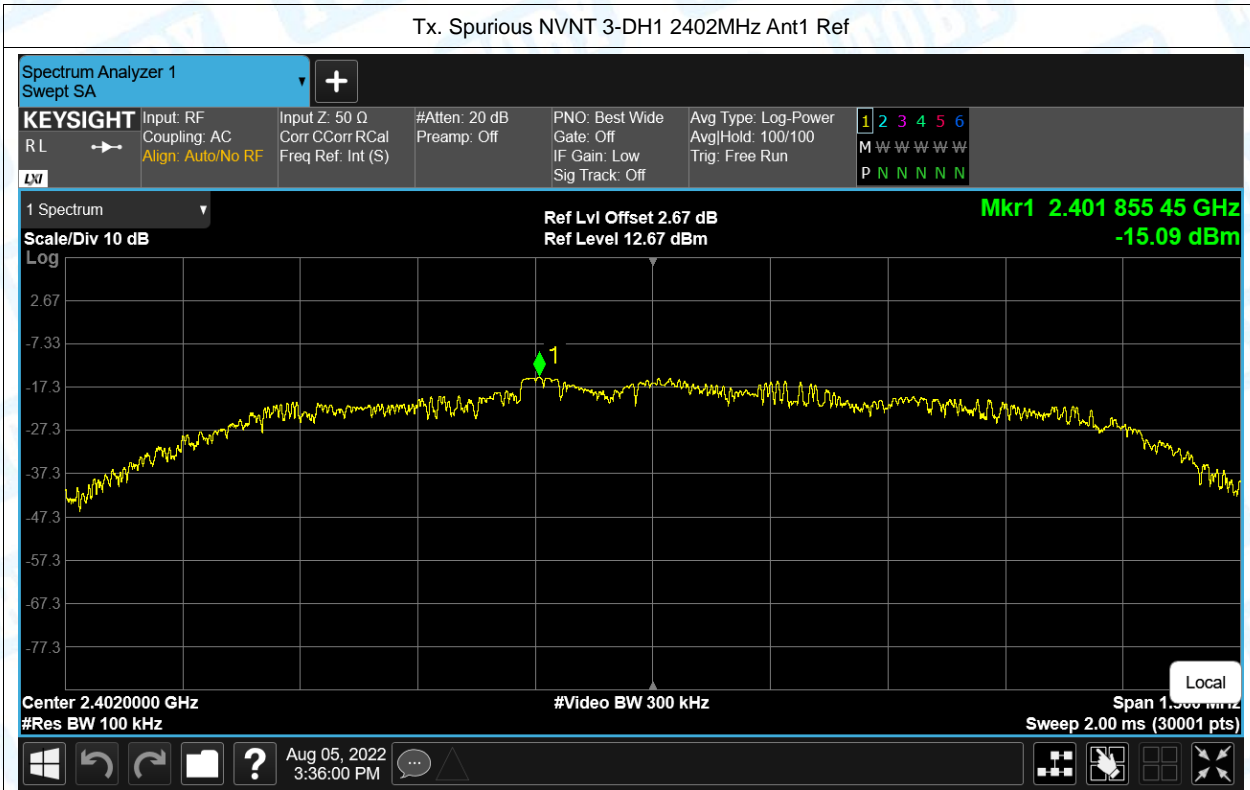 Tx. Spurious NVNT 3-DH1 2402MHz Ant1 Ref
Spectrum Analyzer 1
Swept SA
KEYSIGHT
R L
LXI
Input: RF
Coupling: AC
Align: Auto/No RF
Input Z: 50 Ω
Corr CCorr RCal
Freq Ref: Int (S)
#Atten: 20 dB
Preamp: Off
PNO: Best Wide
Gate: Off
IF Gain: Low
Sig Track: Off
Avg Type: Log-Power
Avg|Hold: 100/100
Trig: Free Run
1 2 3 4 5 6
M W W W W W
P N N N N N
1 Spectrum
Scale/Div 10 dB
Log
Ref Lvl Offset 2.67 dB
Ref Level 12.67 dBm
Mkr1 2.401 855 45 GHz
-15.09 dBm
2.67
-7.33
1
-17.3
-27.3
-37.3
-47.3
-57.3
-67.3
-77.3
Local
Center 2.4020000 GHz
#Video BW 300 kHz
Span
#Res BW 100 kHz
Sweep 2.00 ms (30001 pts)
?
Aug 05, 2022
3:36:00 PM